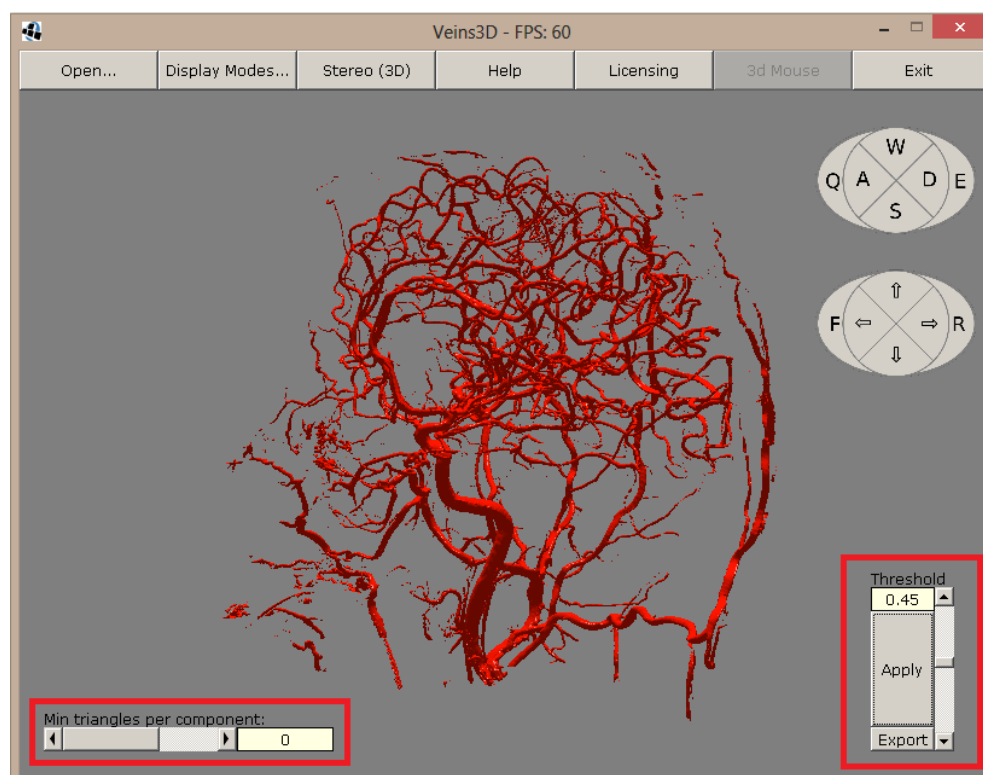 Veins3D - FPS: 60
Open... Display Modes... Stereo (3D) Help Licensing 3d Mouse Exit
W
Q A D E
S
F R
Threshold
0.45
Apply
Export
Min triangles per component:
0